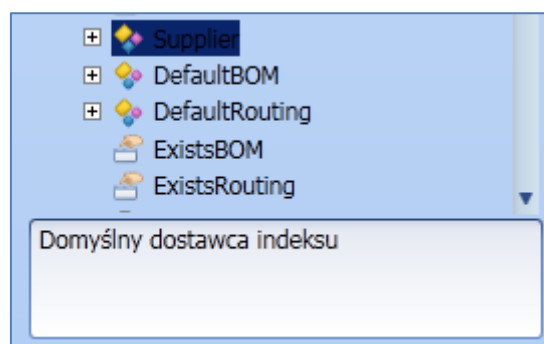 Supplier
DefaultBOM
DefaultRouting
ExistsBOM
ExistsRouting
Domyślny dostawca indeksu